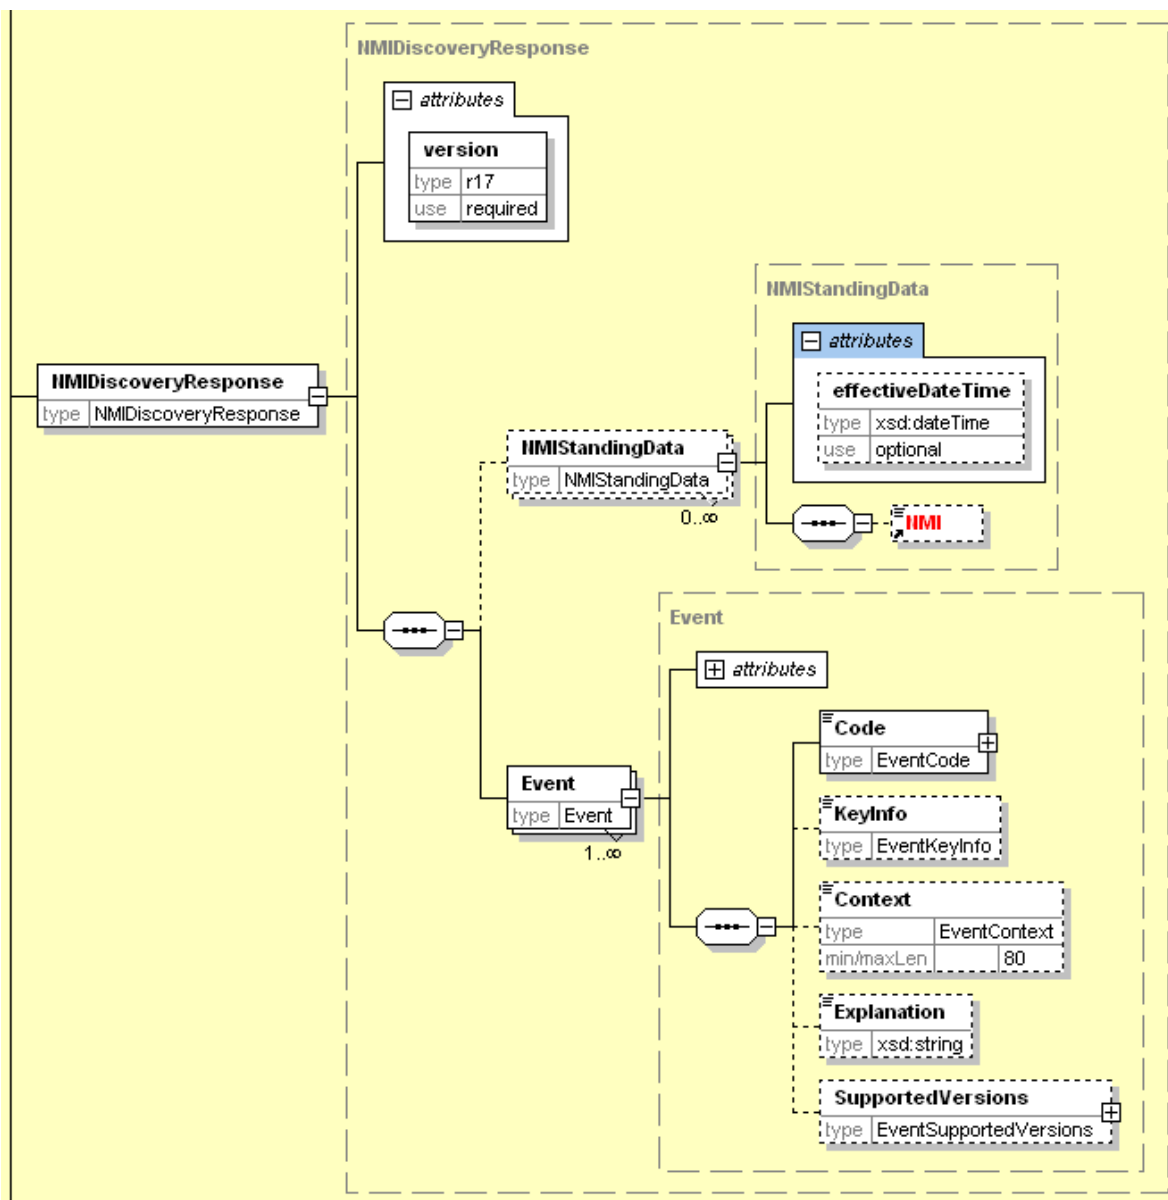 NMIDiscoveryResponse
attributes
version
type r17
use required
NMIStandingData
attributes
NMIDiscoveryResponse
type NMIDiscoveryResponse
effectiveDateTime
type xsd:dateTime
use optional
NMIStandingData
type NMIStandingData
0..∞
NMI
Event
attributes
Code
type EventCode
Event
type Event
1..∞
KeyInfo
type EventKeyInfo
Context
type EventContext
min/maxLen 80
Explanation
type xsd:string
SupportedVersions
type EventSupportedVersions